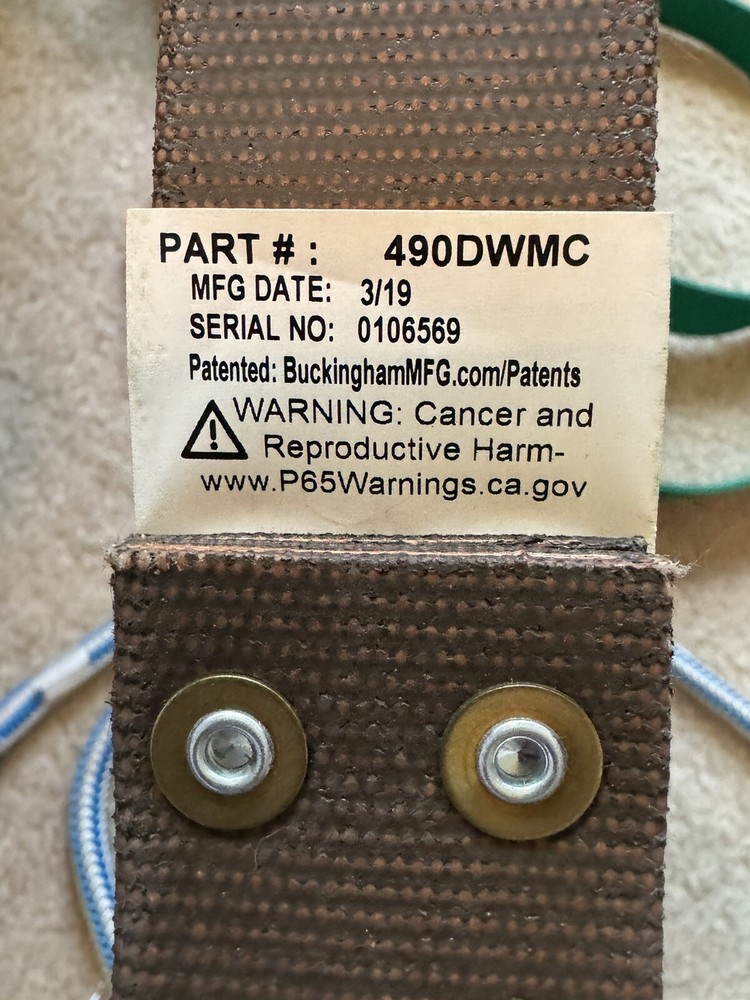 PART # : 490DWMC
MFG DATE: 3/19
SERIAL NO: 0106569
Patented: BuckinghamMFG.com/Patents
WARNING: Cancer and
Reproductive Harm-
www.P65Warnings.ca.gov